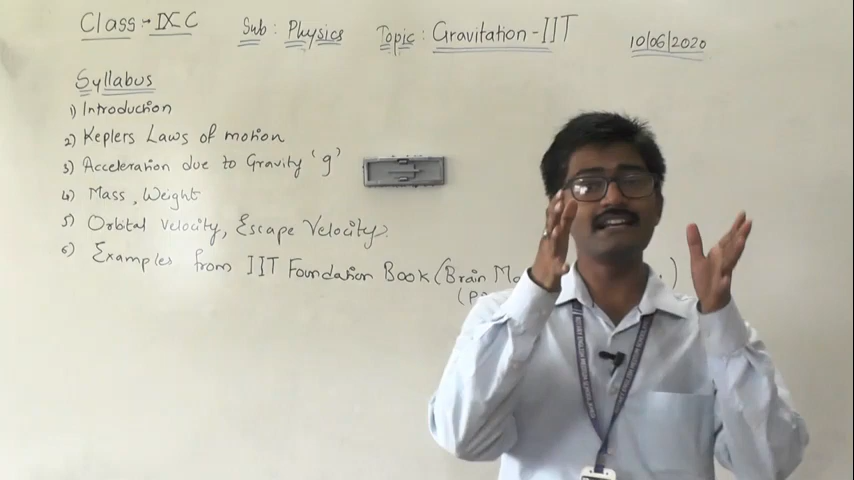 Class:- IX C
Sub: Physics
Topic: Gravitation-IIT
10/06/2020
Syllabus
1) Introduction
2) Keplers Laws of motion
3) Acceleration due to Gravity 'g'
4) Mass, Weight
5) Orbital Velocity, Escape Velocity.
6) Examples from IIT Foundation Book (Brain )